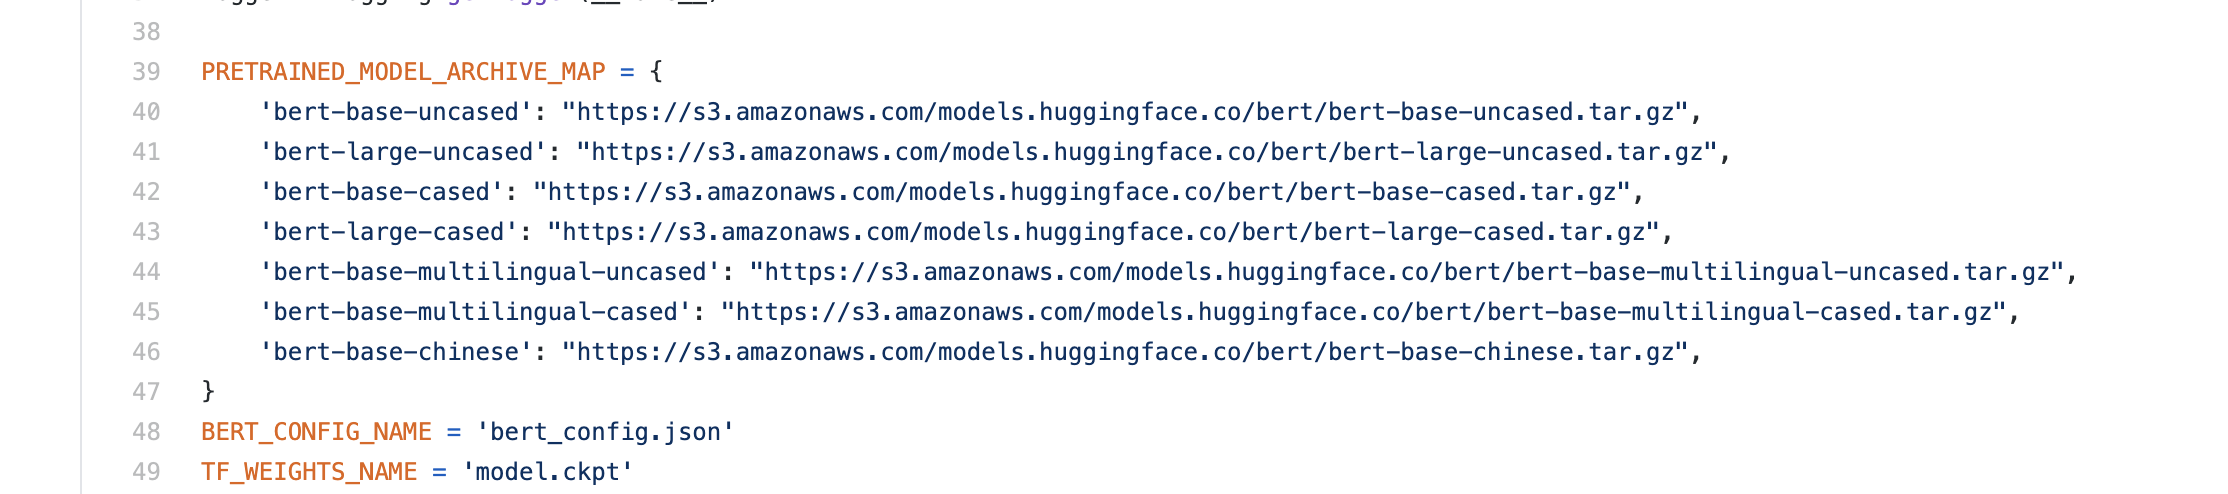 38
39 PRETRAINED_MODEL_ARCHIVE_MAP = {
40 'bert-base-uncased': "https://s3.amazonaws.com/models.huggingface.co/bert/bert-base-uncased.tar.gz",
41 'bert-large-uncased': "https://s3.amazonaws.com/models.huggingface.co/bert/bert-large-uncased.tar.gz",
42 'bert-base-cased': "https://s3.amazonaws.com/models.huggingface.co/bert/bert-base-cased.tar.gz",
43 'bert-large-cased': "https://s3.amazonaws.com/models.huggingface.co/bert/bert-large-cased.tar.gz",
44 'bert-base-multilingual-uncased': "https://s3.amazonaws.com/models.huggingface.co/bert/bert-base-multilingual-uncased.tar.gz",
45 'bert-base-multilingual-cased': "https://s3.amazonaws.com/models.huggingface.co/bert/bert-base-multilingual-cased.tar.gz",
46 'bert-base-chinese': "https://s3.amazonaws.com/models.huggingface.co/bert/bert-base-chinese.tar.gz",
47 }
48 BERT_CONFIG_NAME = 'bert_config.json'
49 TF_WEIGHTS_NAME = 'model.ckpt'